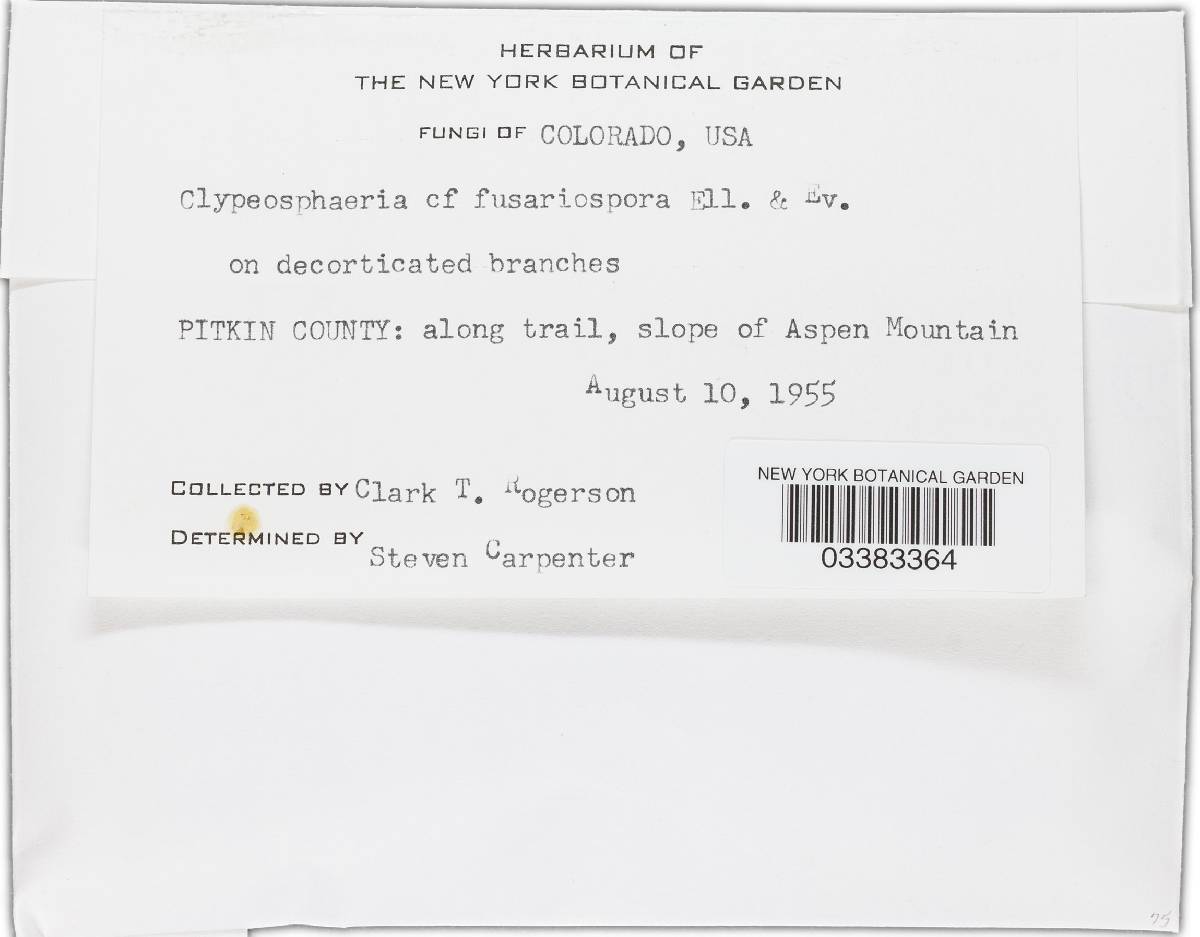 HERBARIUM OF
THE NEW YORK BOTANICAL GARDEN
FUNGI OF COLORADO, USA
Clypeosphaeria cf fusariospora Ell. & Ev.
on decorticated branches
PITKIN COUNTY: along trail, slope of Aspen Mountain
August 10, 1955
COLLECTED BY Clark T. Rogerson
DETERMINED BY Steven Carpenter
NEW YORK BOTANICAL GARDEN
03383364
75